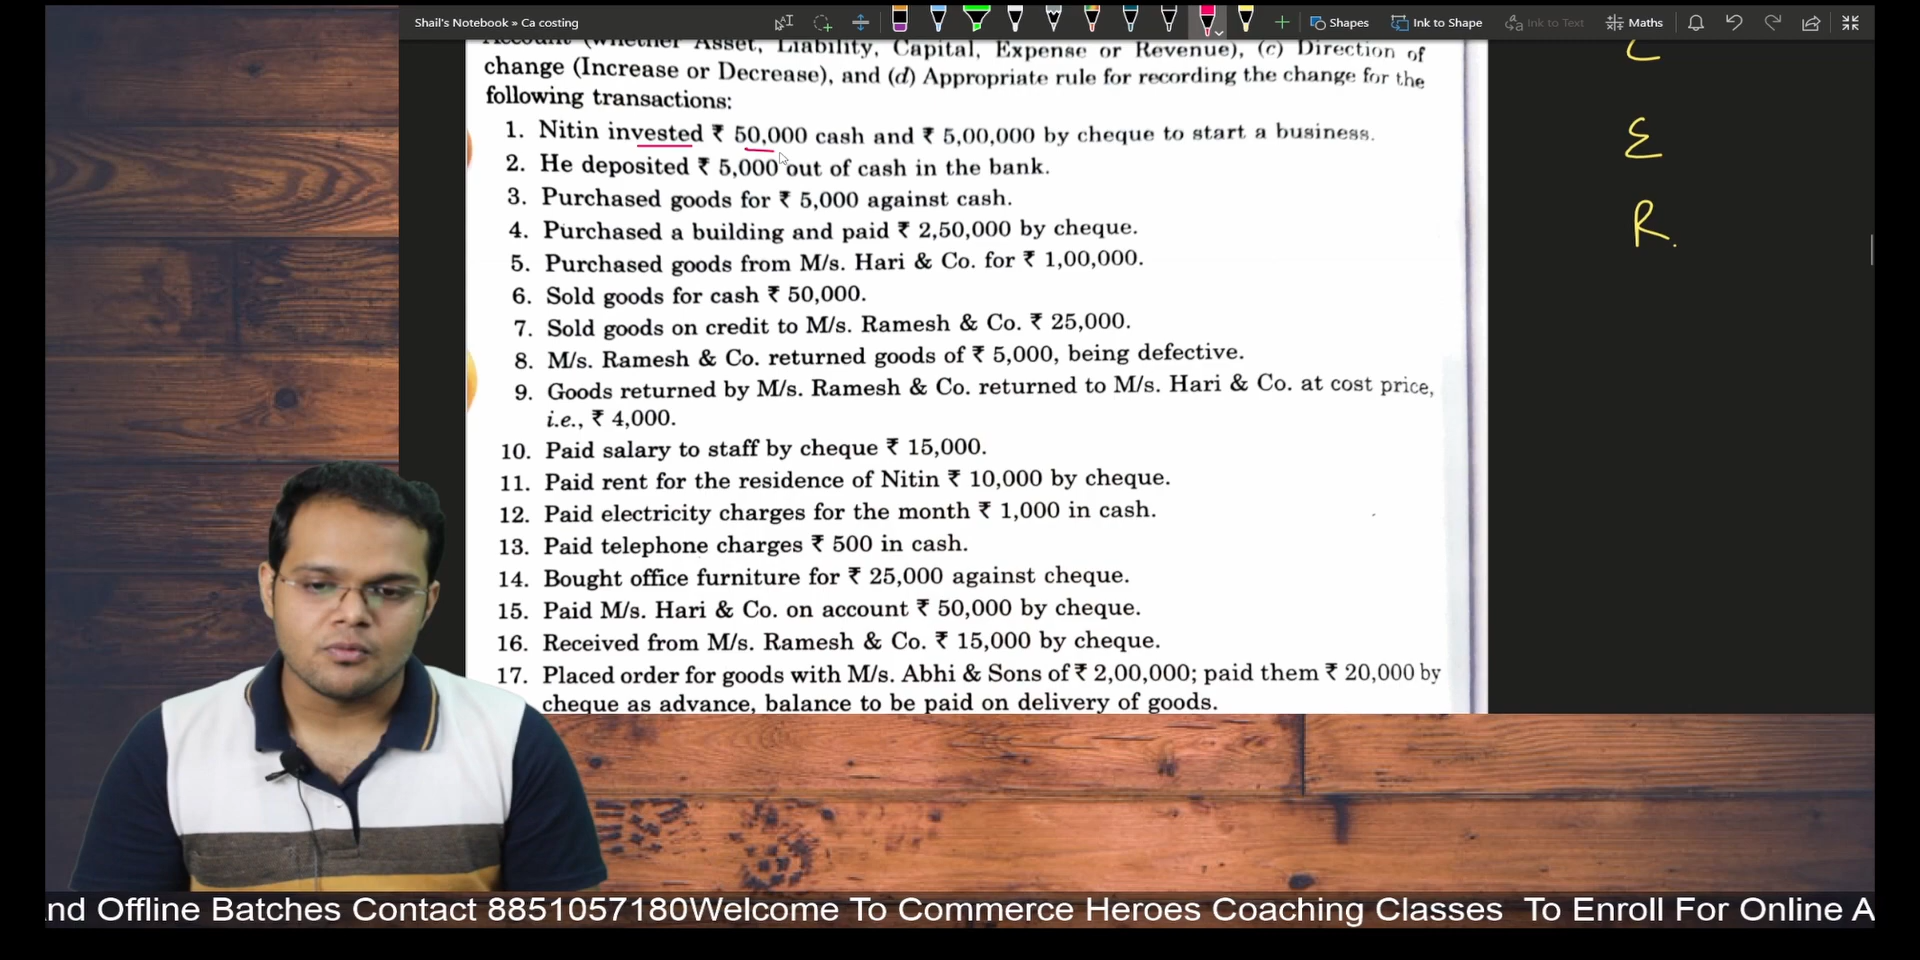 Shail's Notebook » Ca costing
Shapes
Ink to Shape
Ink to Text
Maths
Account (whether Asset, Liability, Capital, Expense or Revenue), (c) Direction of
change (Increase or Decrease), and (d) Appropriate rule for recording the change for the
following transactions:
1. Nitin invested ₹ 50,000 cash and ₹ 5,00,000 by cheque to start a business.
2. He deposited ₹ 5,000 out of cash in the bank.
3. Purchased goods for ₹ 5,000 against cash.
4. Purchased a building and paid ₹ 2,50,000 by cheque.
5. Purchased goods from M/s. Hari & Co. for ₹ 1,00,000.
6. Sold goods for cash ₹ 50,000.
7. Sold goods on credit to M/s. Ramesh & Co. ₹ 25,000.
8. M/s. Ramesh & Co. returned goods of ₹ 5,000, being defective.
9. Goods returned by M/s. Ramesh & Co. returned to M/s. Hari & Co. at cost price,
i.e., ₹ 4,000.
10. Paid salary to staff by cheque ₹ 15,000.
11. Paid rent for the residence of Nitin ₹ 10,000 by cheque.
12. Paid electricity charges for the month ₹ 1,000 in cash.
13. Paid telephone charges ₹ 500 in cash.
14. Bought office furniture for ₹ 25,000 against cheque.
15. Paid M/s. Hari & Co. on account ₹ 50,000 by cheque.
16. Received from M/s. Ramesh & Co. ₹ 15,000 by cheque.
17. Placed order for goods with M/s. Abhi & Sons of ₹ 2,00,000; paid them ₹ 20,000 by
cheque as advance, balance to be paid on delivery of goods.
E
R.
nd Offline Batches Contact 8851057180Welcome To Commerce Heroes Coaching Classes To Enroll For Online A